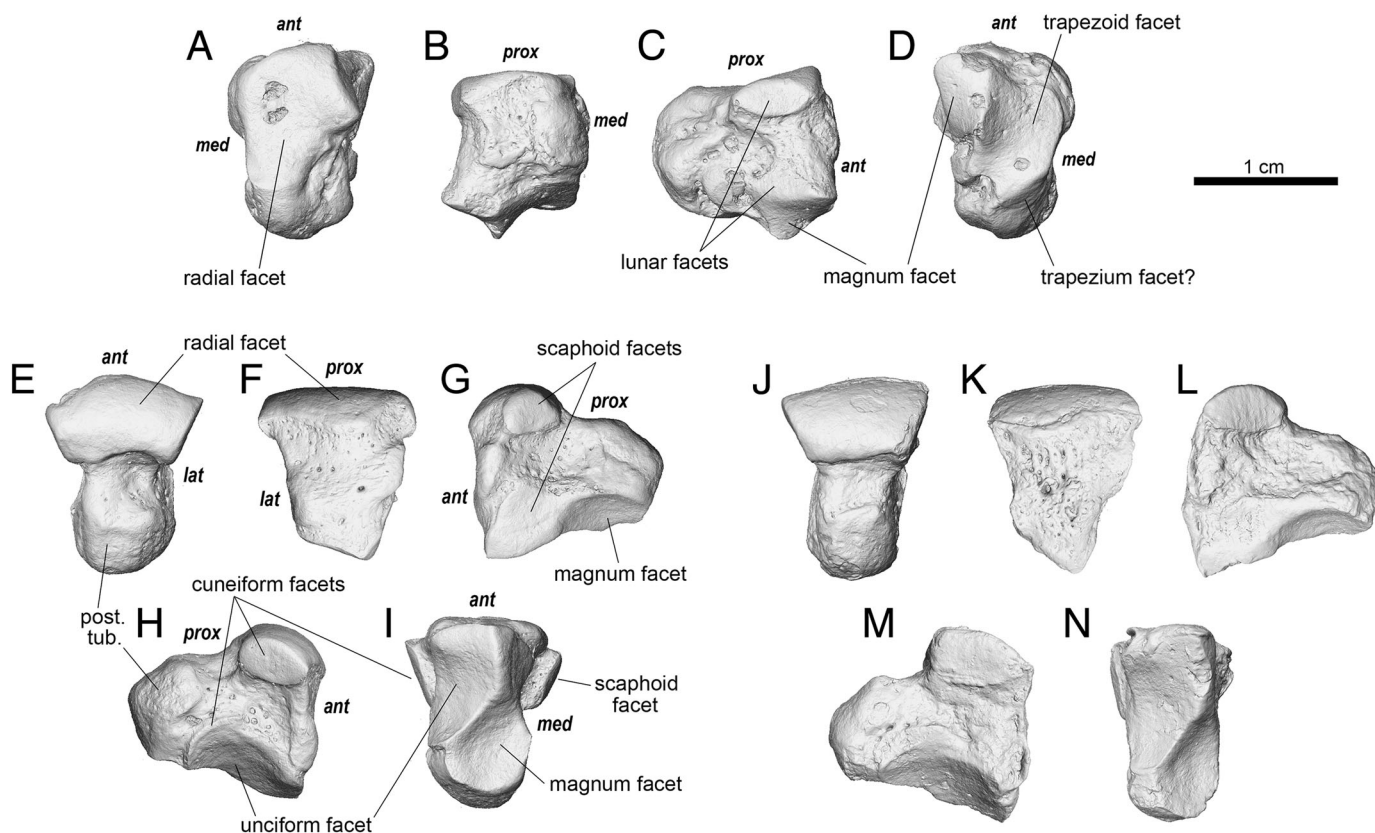 A
ant
med
radial facet
B
prox
med
C
prox
ant
lunar facets
D
ant
trapezoid facet
med
magnum facet
trapezium facet?
1 cm
E
ant
radial facet
lat
post.
tub.
F
prox
lat
G
scaphoid facets
prox
ant
magnum facet
H
cuneiform facets
prox
ant
unciform facet
I
ant
scaphoid
facet
med
magnum facet
J
K
L
M
N